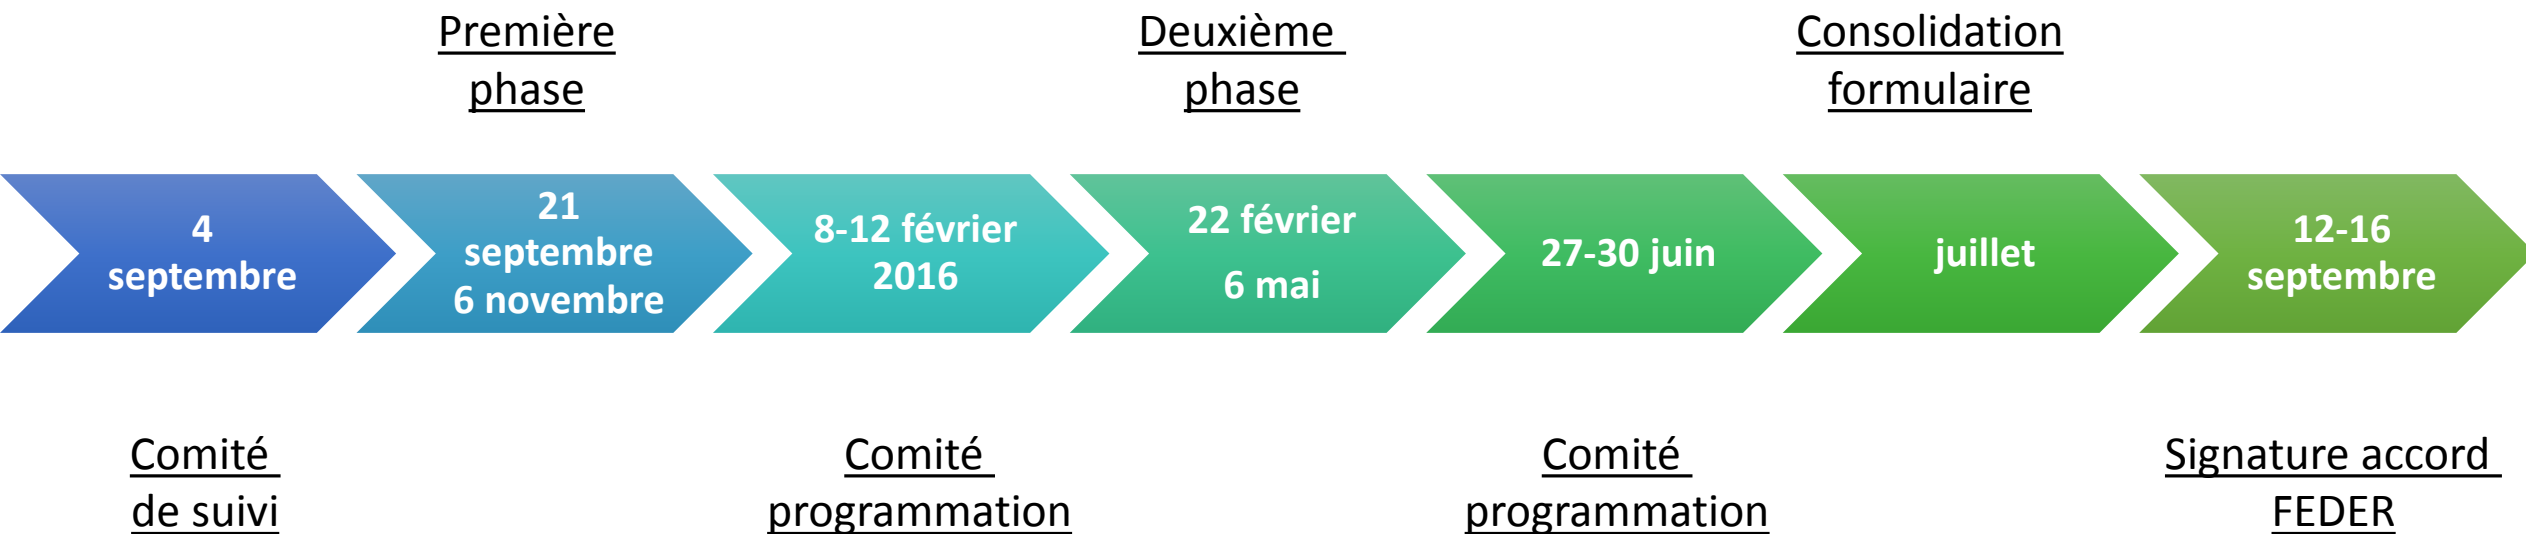 Première
phase
Deuxième
phase
Consolidation
formulaire
4
septembre
21
septembre
6 novembre
8-12 février
2016
22 février
6 mai
27-30 juin
juillet
12-16
septembre
Comité
de suivi
Comité
programmation
Comité
programmation
Signature accord
FEDER